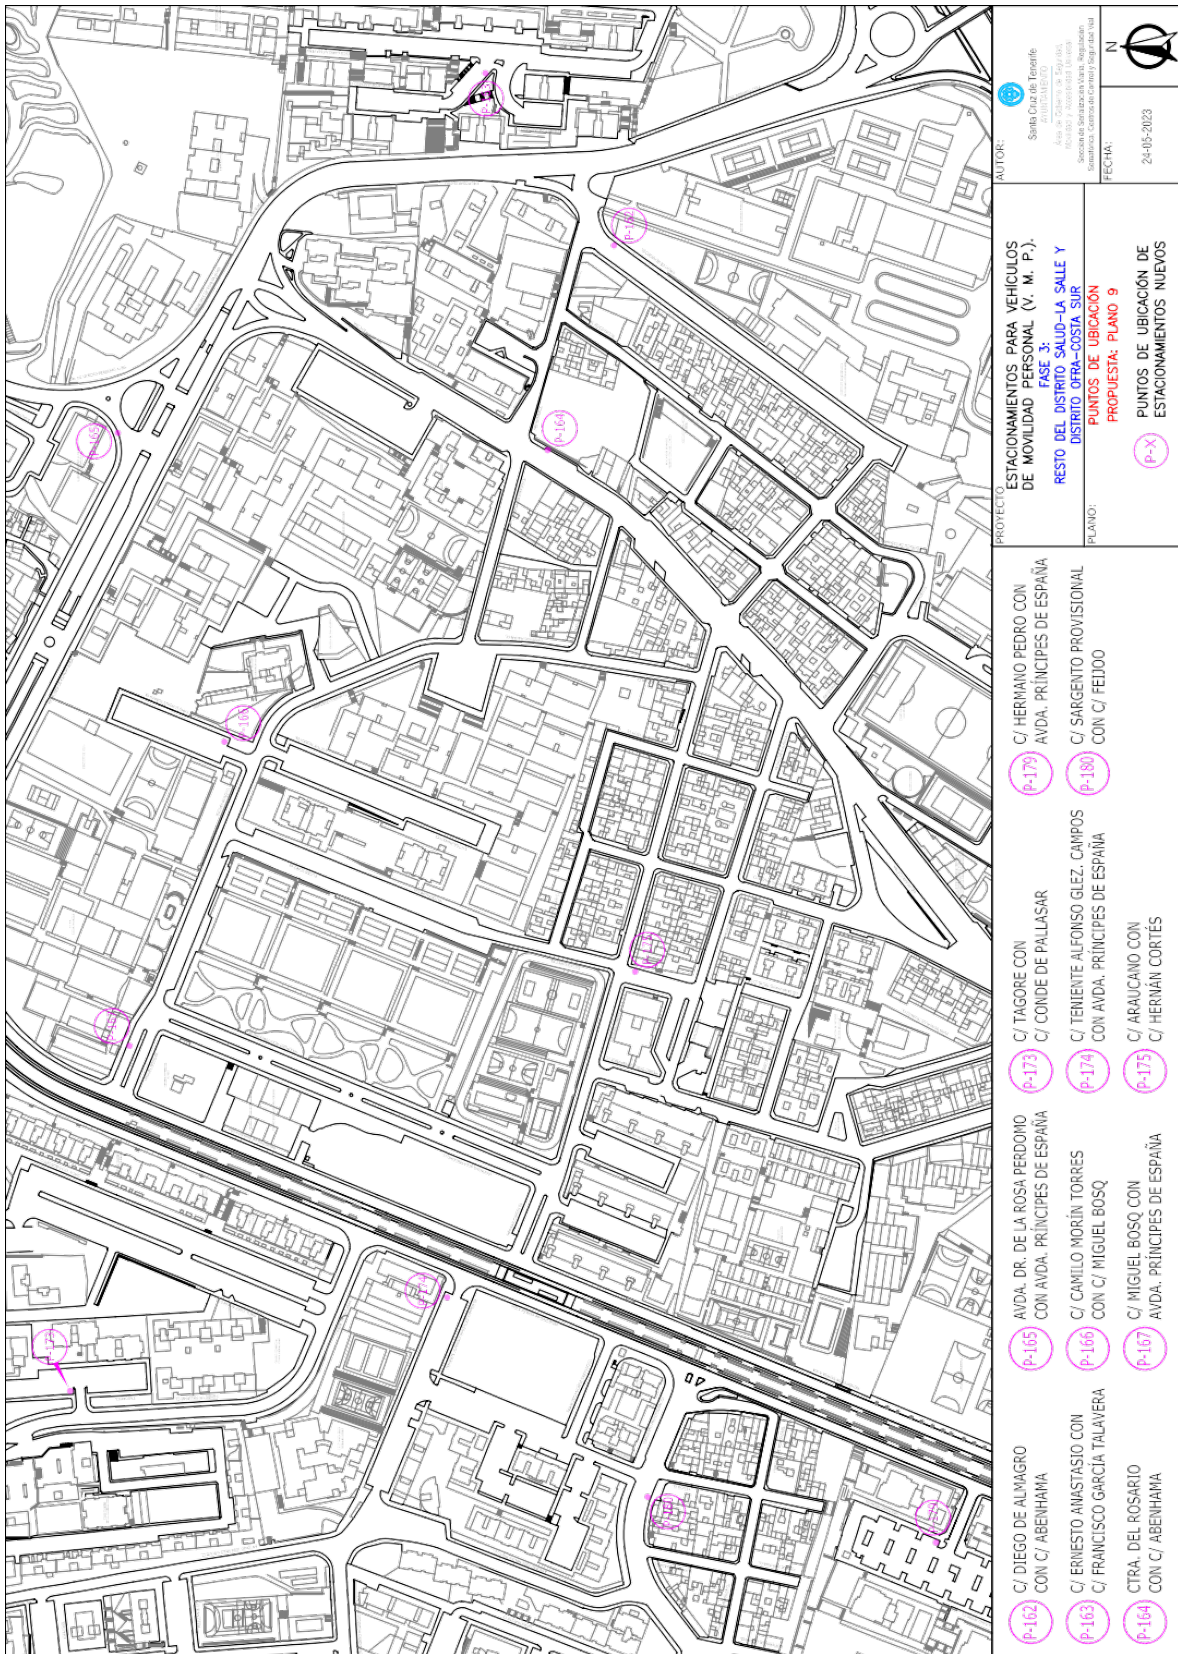 P-162
C/ DIEGO DE ALMAGRO
CON C/ ABENHAMA
P-163
C/ ERNESTO ANASTASIO CON
C/ FRANCISCO GARCÍA TALAVERA
P-164
CTRA. DEL ROSARIO
CON C/ ABENHAMA
P-165
AVDA. DR. DE LA ROSA PERDOMO
CON AVDA. PRÍNCIPES DE ESPAÑA
P-166
C/ CAMILO MORÍN TORRES
CON C/ MIGUEL BOSQ
P-167
C/ MIGUEL BOSQ CON
AVDA. PRÍNCIPES DE ESPAÑA
P-173
C/ TAGORE CON
C/ CONDE DE PALLASAR
P-174
C/ TENIENTE ALFONSO GLEZ. CAMPOS
CON AVDA. PRÍNCIPES DE ESPAÑA
P-175
C/ ARAUCANO CON
C/ HERNÁN CORTÉS
P-179
C/ HERMANO PEDRO CON
AVDA. PRÍNCIPES DE ESPAÑA
P-180
C/ SARGENTO PROVISIONAL
CON C/ FEIJOO
PROYECTO
ESTACIONAMIENTOS PARA VEHICULOS
DE MOVILIDAD PERSONAL (V. M. P.).
FASE 3:
RESTO DEL DISTRITO SALUD-LA SALLE Y
DISTRITO OFRA-COSTA SUR
PLANO:
PUNTOS DE UBICACIÓN
PROPUESTA: PLANO 9
P-X
PUNTOS DE UBICACIÓN DE
ESTACIONAMIENTOS NUEVOS
AUTOR:
Santa Cruz de Tenerife
AYUNTAMIENTO
FECHA:
24-05-2023
N
P-162
P-164
P-165
P-166
P-173
P-174